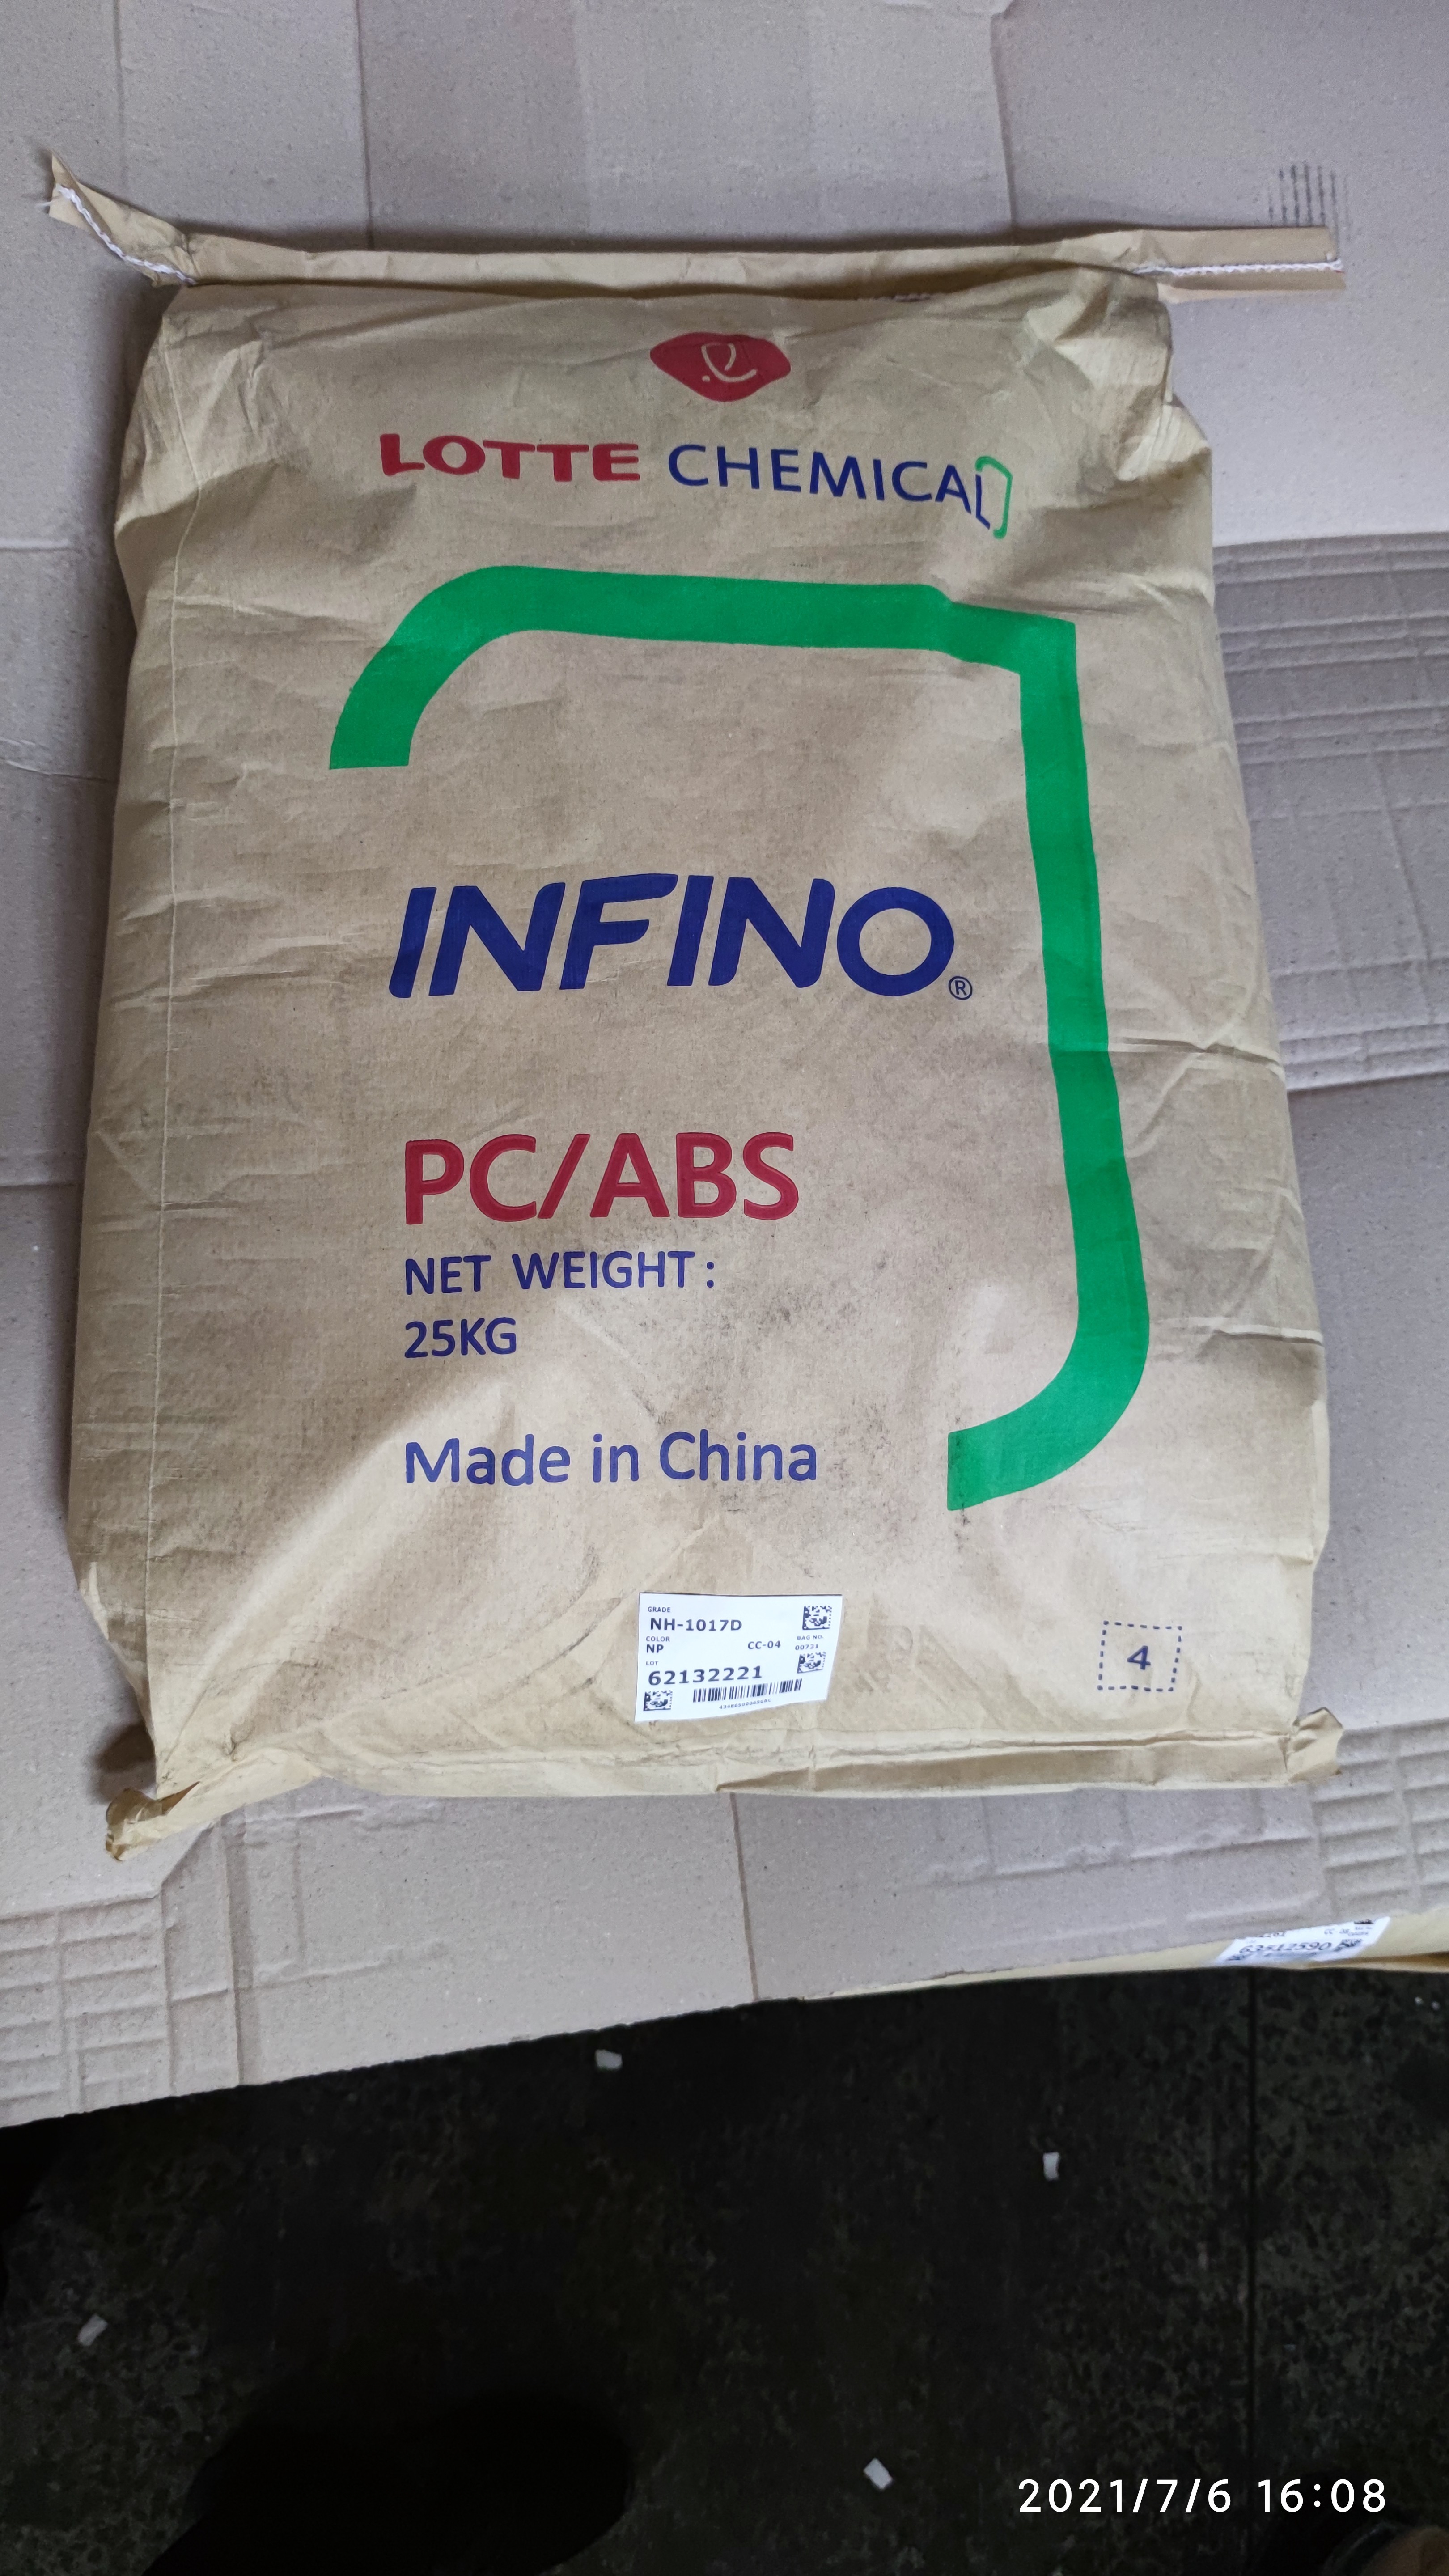 LOTTE CHEMICAL
INFINO®
PC/ABS
NET WEIGHT :
25KG
Made in China
GRADE
NH-1017D
COLOR
NP
CC-04
BAG NO.
00721
LOT
62132221
4
63512590
2021/7/6 16:08